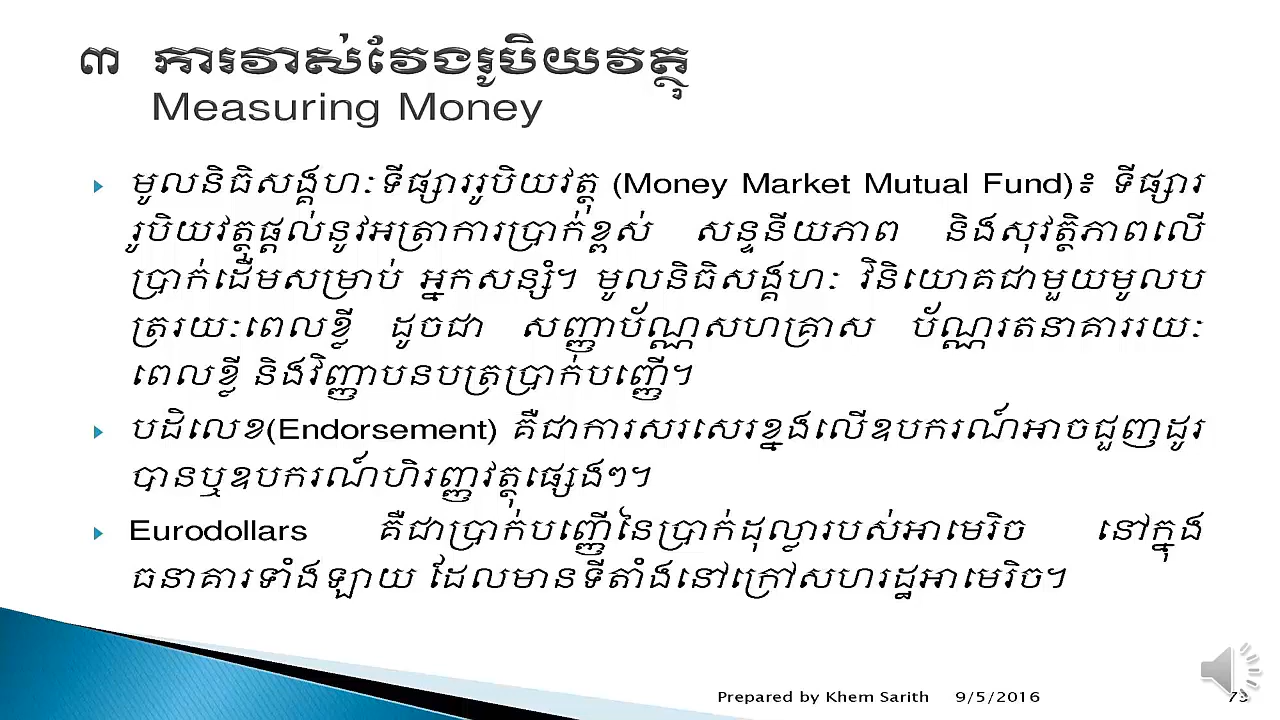 ៣ ការវាស់វែងរូបិយវត្ថុ
Measuring Money
មូលនិធិសង្គហៈទីផ្សាររូបិយវត្ថុ (Money Market Mutual Fund)៖ ទីផ្សារ
រូបិយវត្ថុផ្តល់នូវអត្រាការប្រាក់ខ្ពស់ សន្ទនីយភាព និងសុវត្ថិភាពលើ
ប្រាក់ដើមសម្រាប់ អ្នកសន្សំ។ មូលនិធិសង្គហៈ វិនិយោគជាមួយមូលប
ត្ររយៈពេលខ្លី ដូចជា សញ្ញាប័ណ្ណសហគ្រាស ប័ណ្ណរតនាគាររយៈ
ពេលខ្លី និងវិញ្ញាបនបត្រប្រាក់បញ្ញើ។
បដិលេខ(Endorsement) គឺជាការសរសេរខ្នងលើឧបករណ៍អាចជួញដូរ
បានឬឧបករណ៍ហិរញ្ញវត្ថុផ្សេងៗ។
Eurodollars គឺជាប្រាក់បញ្ញើនៃប្រាក់ដុល្លារបស់អាមេរិច នៅក្នុង
ធនាគារទាំងឡាយ ដែលមានទីតាំងនៅក្រៅសហរដ្ឋអាមេរិច។
Prepared by Khem Sarith 9/5/2016